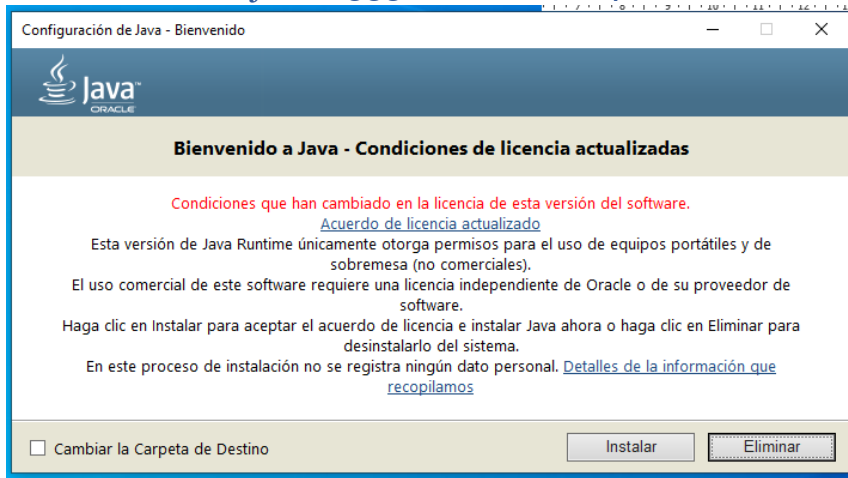 Configuración de Java - Bienvenido
Java™
ORACLE
Bienvenido a Java - Condiciones de licencia actualizadas
Condiciones que han cambiado en la licencia de esta versión del software.
Acuerdo de licencia actualizado
Esta versión de Java Runtime únicamente otorga permisos para el uso de equipos portátiles y de
sobremesa (no comerciales).
El uso comercial de este software requiere una licencia independiente de Oracle o de su proveedor de
software.
Haga clic en Instalar para aceptar el acuerdo de licencia e instalar Java ahora o haga clic en Eliminar para
desinstalarlo del sistema.
En este proceso de instalación no se registra ningún dato personal. Detalles de la información que
recopilamos
Cambiar la Carpeta de Destino
Instalar
Eliminar